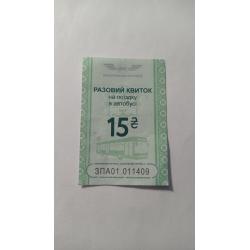 РАЗОВИЙ КВИТОК
на поїздку
в автобусі
15₴
ЗПА01 011409